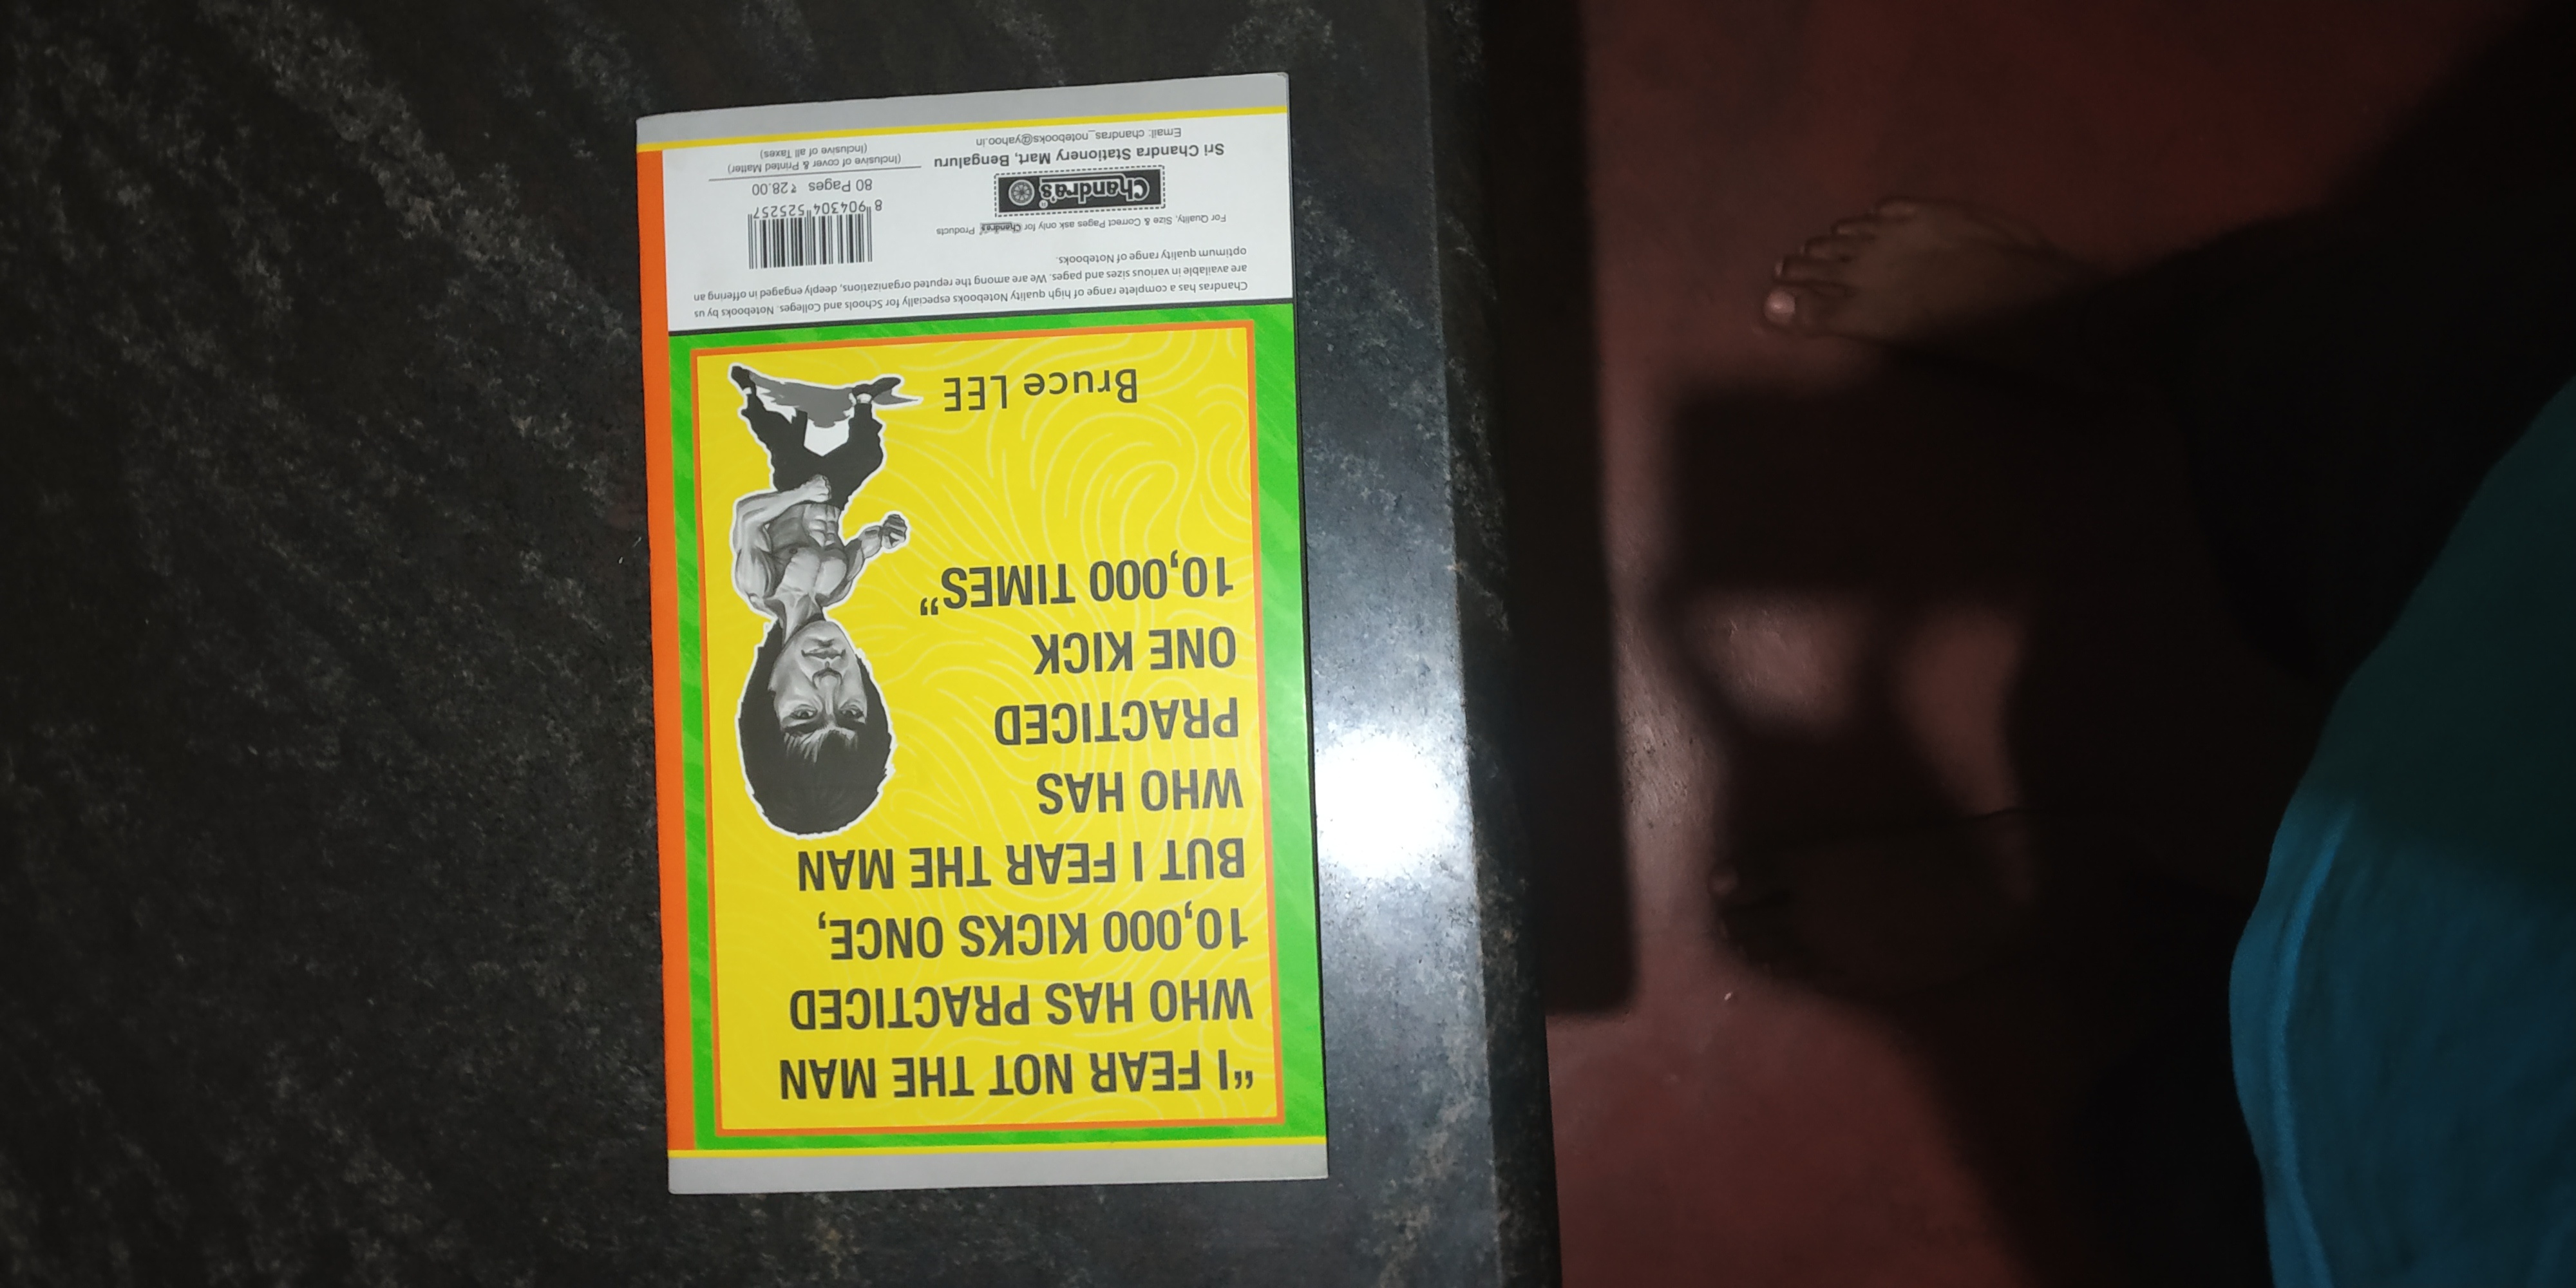 “I FEAR NOT THE MAN
WHO HAS PRACTICED
10,000 KICKS ONCE,
BUT I FEAR THE MAN
WHO HAS
PRACTICED
ONE KICK
10,000 TIMES”
Bruce LEE
Chandras has a complete range of high quality Notebooks especially for Schools and Colleges. Notebooks by us
are available in various sizes and pages. We are among the reputed organizations, deeply engaged in offering an
optimum quality range of Notebooks.
For Quality, Size & Correct Pages ask only for Chandra's Products
Chandra's®
Sri Chandra Stationery Mart, Bengaluru
Email: chandras_notebooks@yahoo.in
8 904304 525257
80 Pages ₹28.00
(Inclusive of cover & Printed Matter)
(Inclusive of all Taxes)